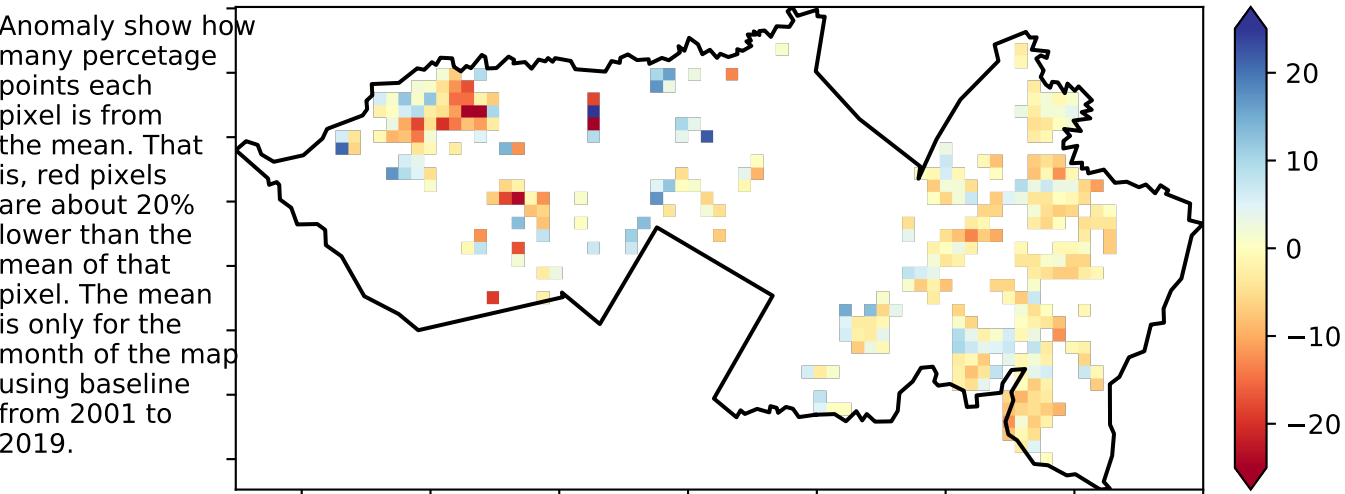 Anomaly show how
many percetage
points each
pixel is from
the mean. That
is, red pixels
are about 20%
lower than the
mean of that
pixel. The mean
is only for the
month of the map
using baseline
from 2001 to
2019.
20
10
0
−10
−20